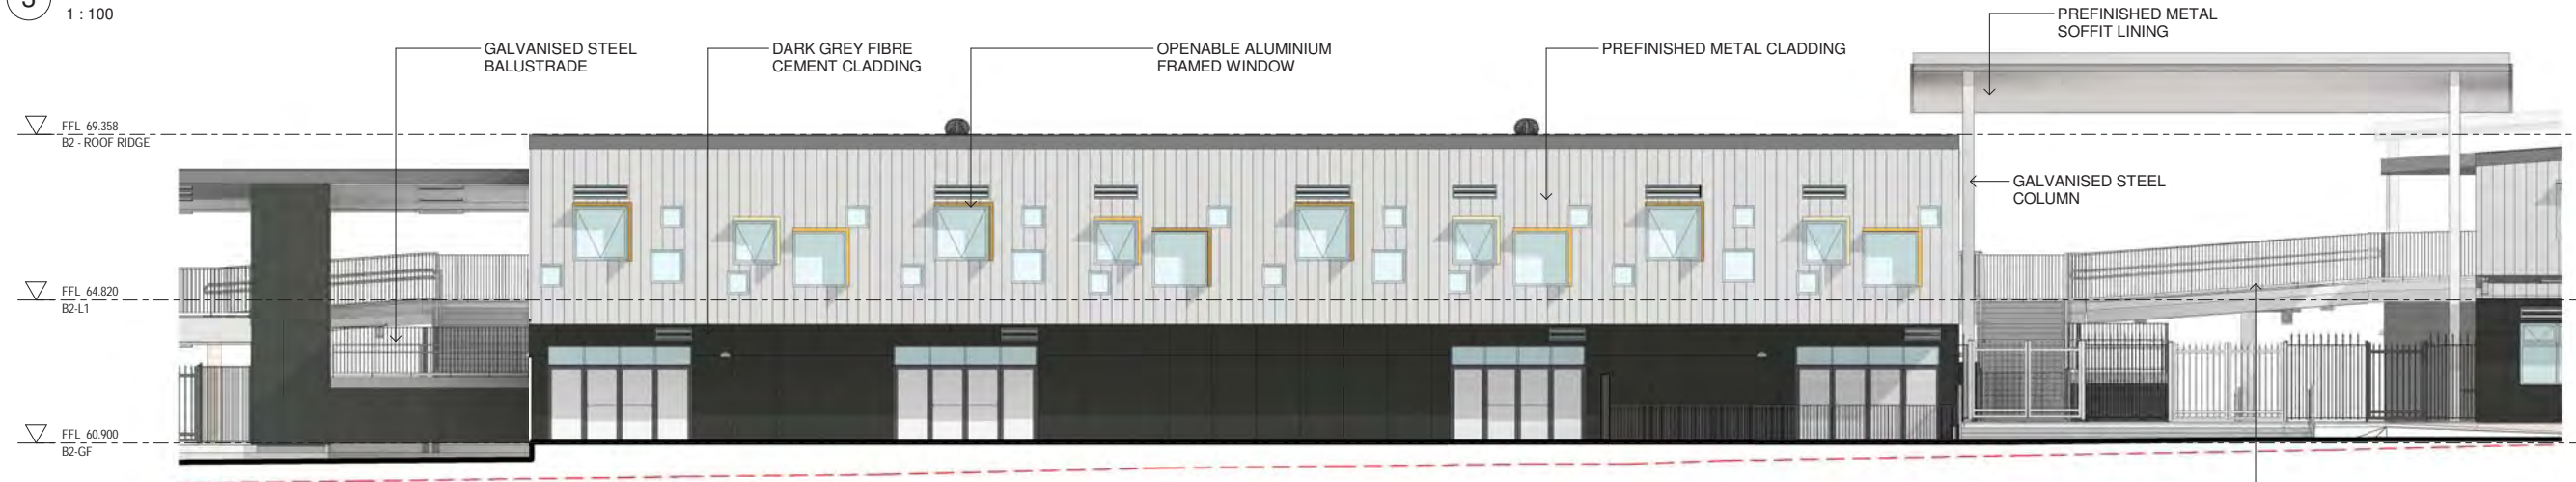 3
1 : 100
GALVANISED STEEL
BALUSTRADE
DARK GREY FIBRE
CEMENT CLADDING
OPENABLE ALUMINIUM
FRAMED WINDOW
PREFINISHED METAL CLADDING
PREFINISHED METAL
SOFFIT LINING
FFL 69.358
B2 - ROOF RIDGE
GALVANISED STEEL
COLUMN
FFL 64.820
B2-L1
FFL 60.900
B2-GF